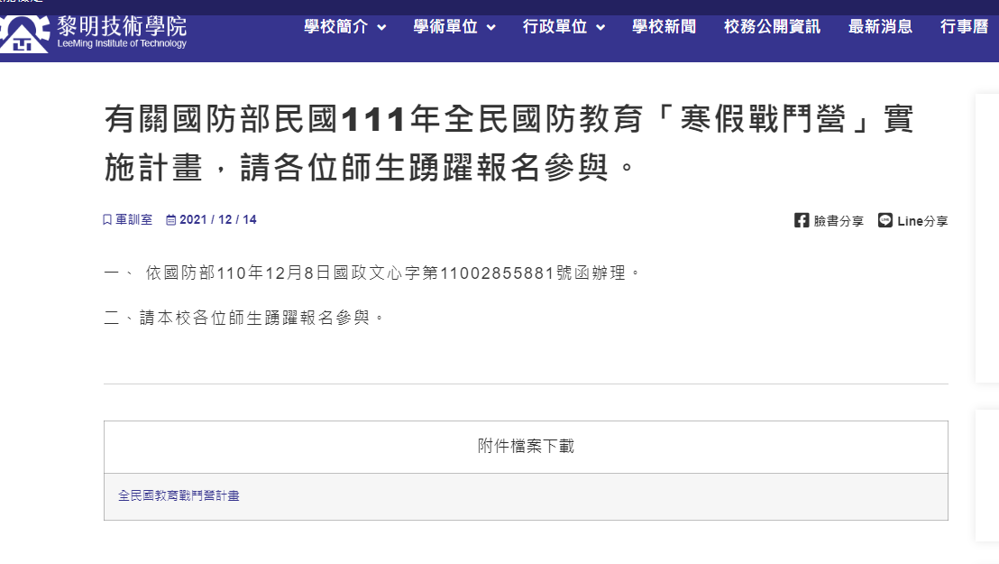 黎明技術學院
LeeMing Institute of Technology
學校簡介 學術單位 行政單位 學校新聞 校務公開資訊 最新消息 行事曆
有關國防部民國111年全民國防教育「寒假戰鬥營」實
施計畫，請各位師生踴躍報名參與。
軍訓室 2021 / 12 / 14 臉書分享 Line分享
一、 依國防部110年12月8日國政文心字第11002855881號函辦理。
二、請本校各位師生踴躍報名參與。
附件檔案下載
全民國教育戰鬥營計畫